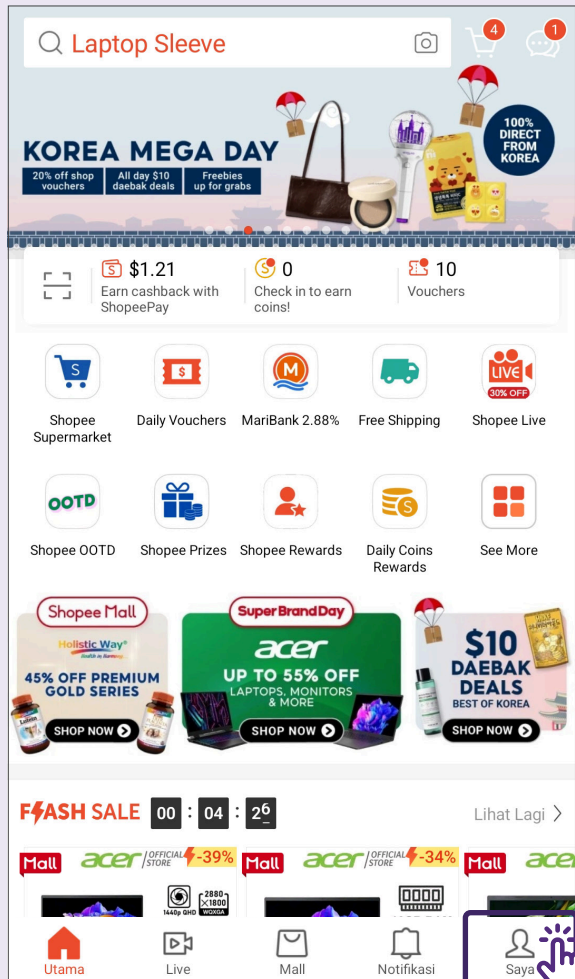 Laptop Sleeve
4
1
KOREA MEGA DAY
20% off shop vouchers
All day $10 daebak deals
Freebies up for grabs
100% DIRECT FROM KOREA
$1.21
Earn cashback with ShopeePay
0
Check in to earn coins!
10
Vouchers
LIVE
30% OFF
Shopee Supermarket
Daily Vouchers
MariBank 2.88%
Free Shipping
Shopee Live
OOTD
Shopee OOTD
Shopee Prizes
Shopee Rewards
Daily Coins Rewards
See More
Shopee Mall
Holistic Way®
45% OFF PREMIUM
GOLD SERIES
SHOP NOW
Super Brand Day
acer
UP TO 55% OFF
LAPTOPS, MONITORS
& MORE
SHOP NOW
$10
DAEBAK
DEALS
BEST OF KOREA
SHOP NOW
FLASH SALE 00 : 04 : 26
Lihat Lagi
Mall acer OFFICIAL STORE -39%
2880 ×1800
1440p QHD WQXGA
Mall acer OFFICIAL STORE -34%
Mall acer
Utama
Live
Mall
Notifikasi
Saya